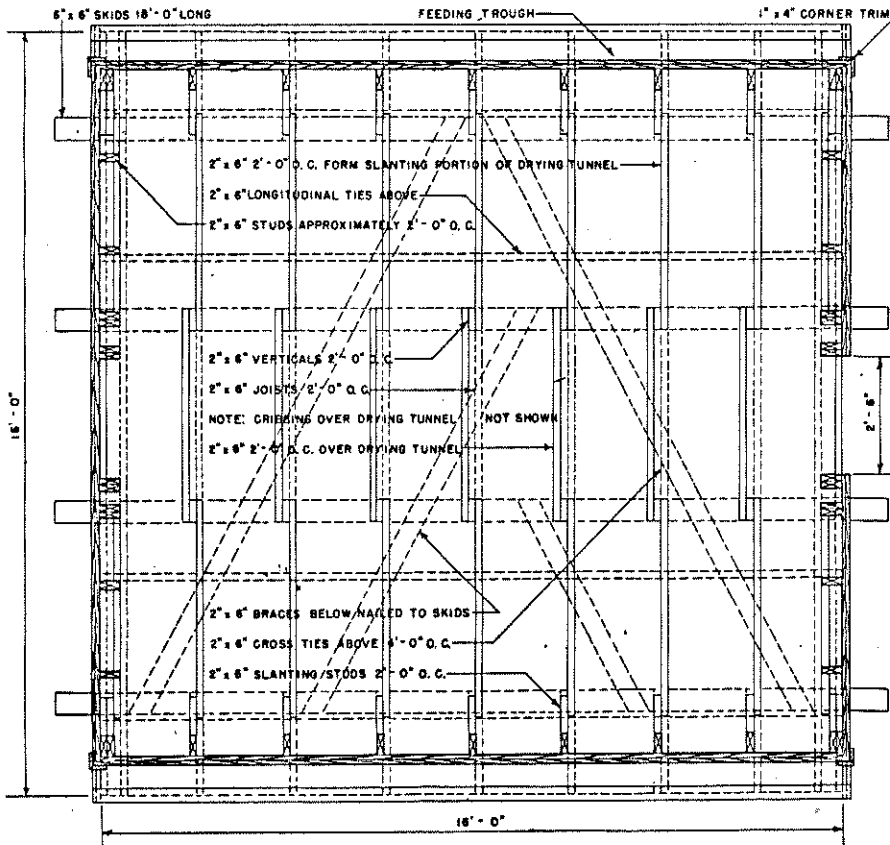 6" x 6" SKIDS 18'-0" LONG
FEEDING TROUGH
1" x 4" CORNER TRIM
2" x 6" 2'-0" O.C. FORM SLANTING PORTION OF DRYING TUNNEL
2" x 6" LONGITUDINAL TIES ABOVE
2" x 6" STUDS APPROXIMATELY 2'-0" O.C.
2" x 6" VERTICALS 2'-0" O.C.
2" x 6" JOISTS 2'-0" O.C.
NOTE: CRIBBING OVER DRYING TUNNEL NOT SHOWN
2" x 6" 2'-0" O.C. OVER DRYING TUNNEL
16'-0"
2'-6"
2" x 6" BRACES BELOW NAILED TO SKIDS
2" x 6" CROSS TIES ABOVE 4'-0" O.C.
2" x 6" SLANTING STUDS 2'-0" O.C.
16'-0"